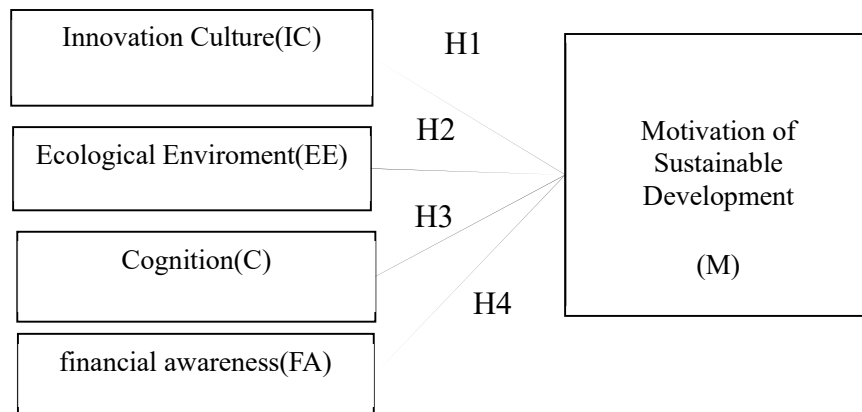 Innovation Culture(IC)
H1
Ecological Enviroment(EE)
H2
Cognition(C)
H3
financial awareness(FA)
H4
Motivation of
Sustainable
Development
(M)